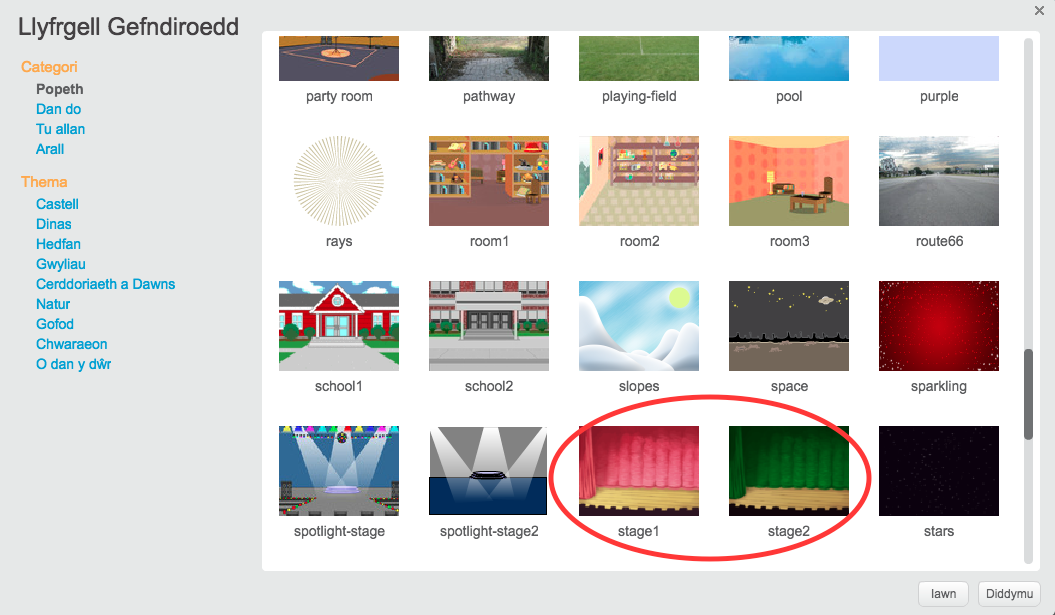 Llyfrgell Gefndiroedd
Categori
Popeth
Dan do
Tu allan
Arall
Thema
Castell
Dinas
Hedfan
Gwyliau
Cerddoriaeth a Dawns
Natur
Gofod
Chwaraeon
O dan y dŵr
party room pathway playing-field pool purple
rays room1 room2 room3 route66
school1 school2 slopes space sparkling
spotlight-stage spotlight-stage2 stage1 stage2 stars
Iawn Diddymu